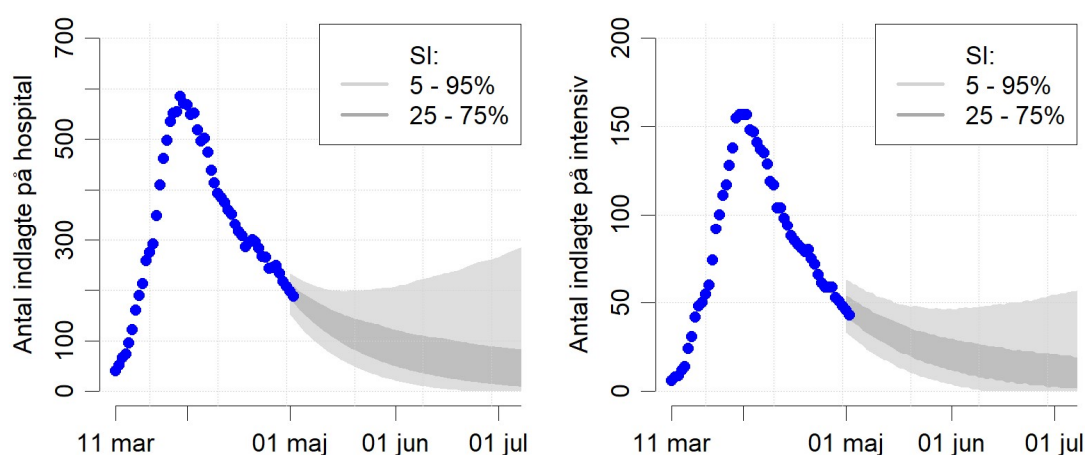 Antal indlagte på hospital
700
500
300
100
0
SI:
5 - 95%
25 - 75%
11 mar
01 maj
01 jun
01 jul
Antal indlagte på intensiv
200
150
100
50
0
SI:
5 - 95%
25 - 75%
11 mar
01 maj
01 jun
01 jul